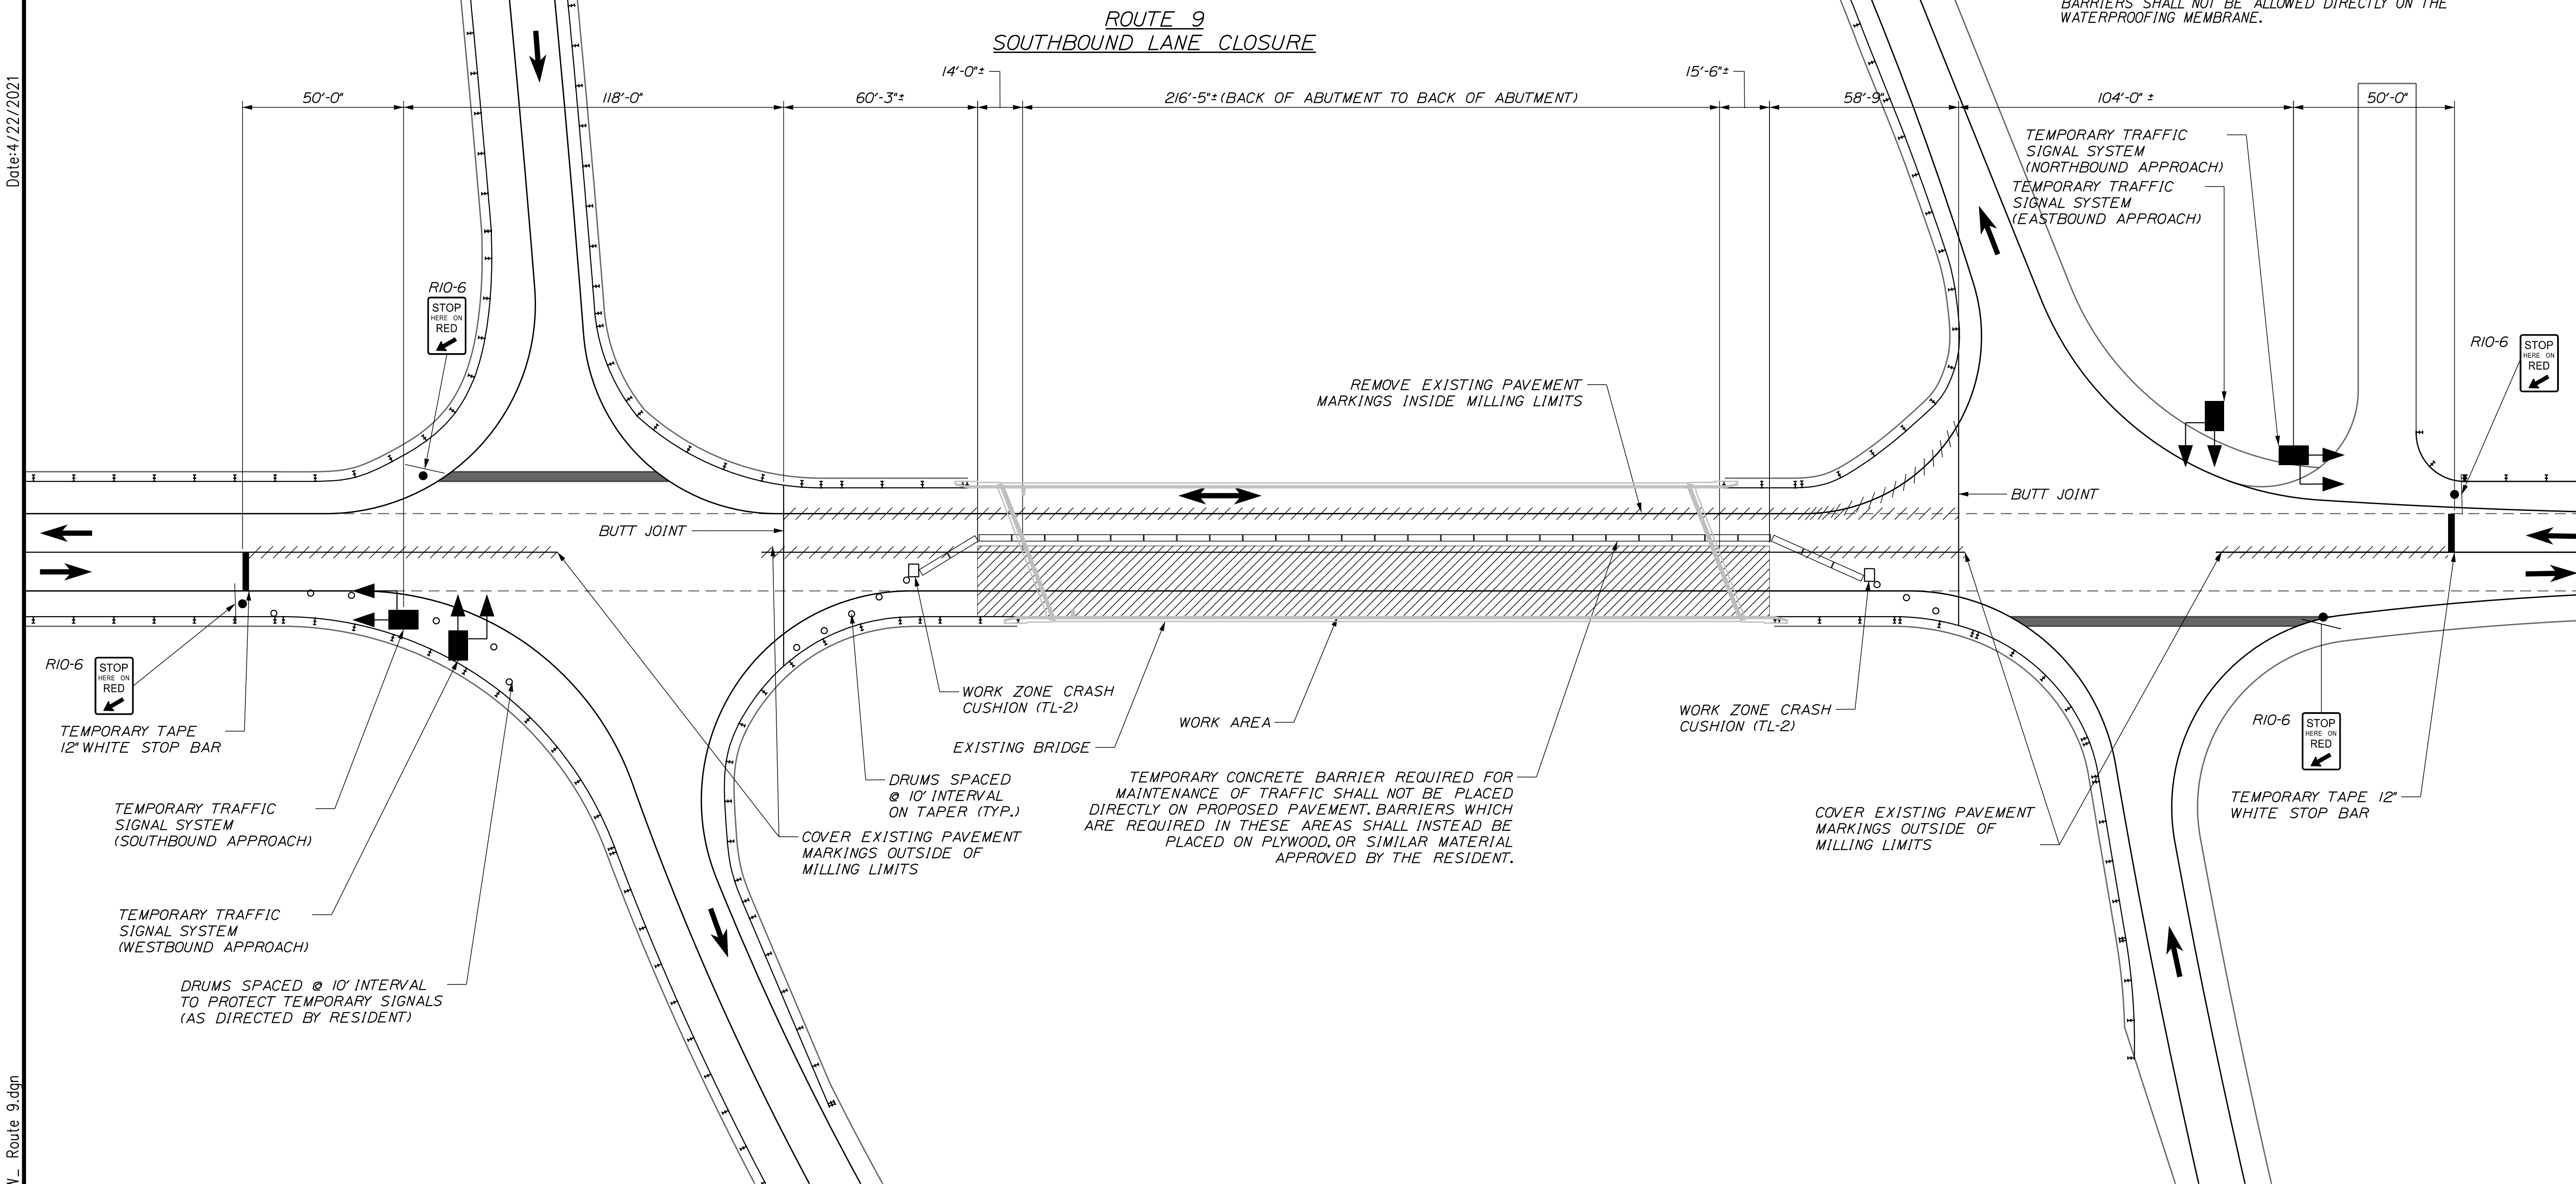 BARRIERS SHALL NOT BE ALLOWED DIRECTLY ON THE
WATERPROOFING MEMBRANE.
ROUTE 9
SOUTHBOUND LANE CLOSURE
Date:4/22/2021
14'-0"±
15'-6"±
50'-0"
118'-0"
60'-3"±
216'-5"± (BACK OF ABUTMENT TO BACK OF ABUTMENT)
58'-9"
104'-0" ±
50'-0"
TEMPORARY TRAFFIC
SIGNAL SYSTEM
(NORTHBOUND APPROACH)
TEMPORARY TRAFFIC
SIGNAL SYSTEM
(EASTBOUND APPROACH)
R10-6
STOP
HERE ON
RED
R10-6
STOP
HERE ON
RED
REMOVE EXISTING PAVEMENT
MARKINGS INSIDE MILLING LIMITS
BUTT JOINT
BUTT JOINT
R10-6
STOP
HERE ON
RED
TEMPORARY TAPE
12" WHITE STOP BAR
WORK ZONE CRASH
CUSHION (TL-2)
WORK AREA
EXISTING BRIDGE
WORK ZONE CRASH
CUSHION (TL-2)
R10-6
STOP
HERE ON
RED
TEMPORARY TRAFFIC
SIGNAL SYSTEM
(SOUTHBOUND APPROACH)
DRUMS SPACED
@ 10' INTERVAL
ON TAPER (TYP.)
COVER EXISTING PAVEMENT
MARKINGS OUTSIDE OF
MILLING LIMITS
TEMPORARY CONCRETE BARRIER REQUIRED FOR
MAINTENANCE OF TRAFFIC SHALL NOT BE PLACED
DIRECTLY ON PROPOSED PAVEMENT. BARRIERS WHICH
ARE REQUIRED IN THESE AREAS SHALL INSTEAD BE
PLACED ON PLYWOOD, OR SIMILAR MATERIAL
APPROVED BY THE RESIDENT.
COVER EXISTING PAVEMENT
MARKINGS OUTSIDE OF
MILLING LIMITS
TEMPORARY TAPE 12"
WHITE STOP BAR
TEMPORARY TRAFFIC
SIGNAL SYSTEM
(WESTBOUND APPROACH)
DRUMS SPACED @ 10' INTERVAL
TO PROTECT TEMPORARY SIGNALS
(AS DIRECTED BY RESIDENT)
Route 9.dgn